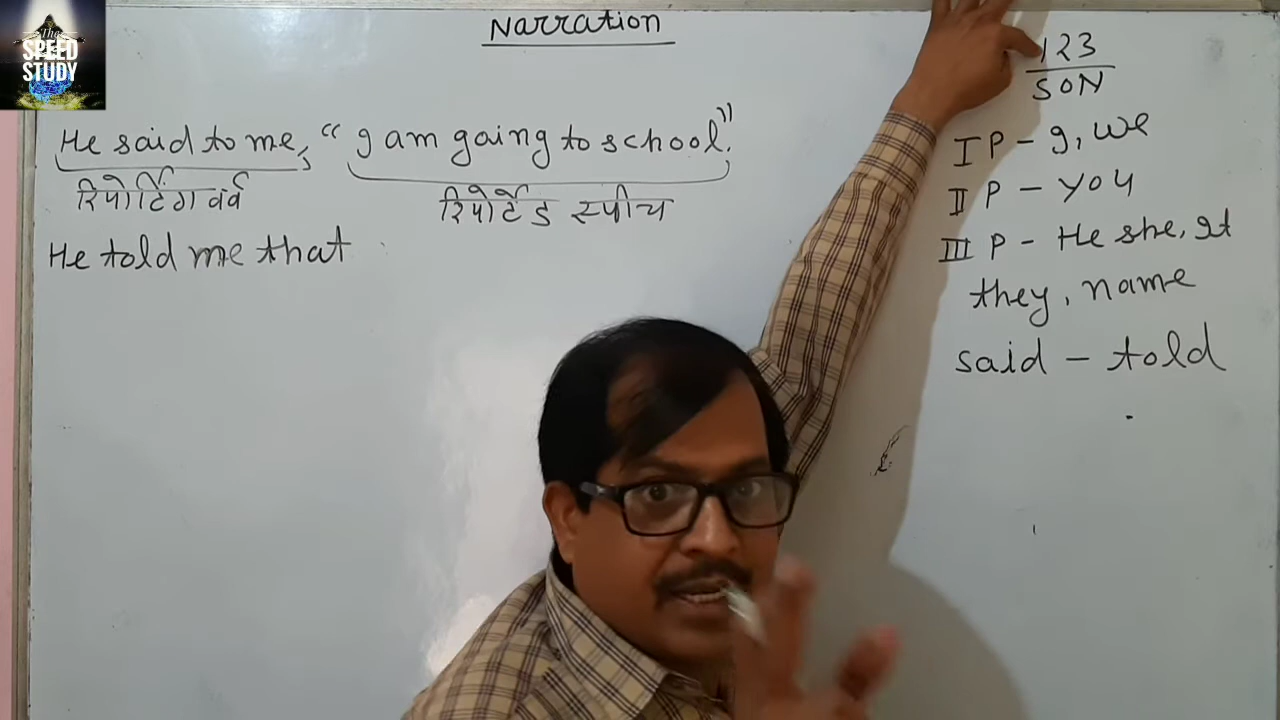 The
SPEED
STUDY
Narration
He said to me, "I am going to school."
रिपोर्टिंग वर्व
रिपोर्टेड स्पीच
He told me that
123
SON
I P - I, we
II P - you
III P - He she, It
they, name
said - told